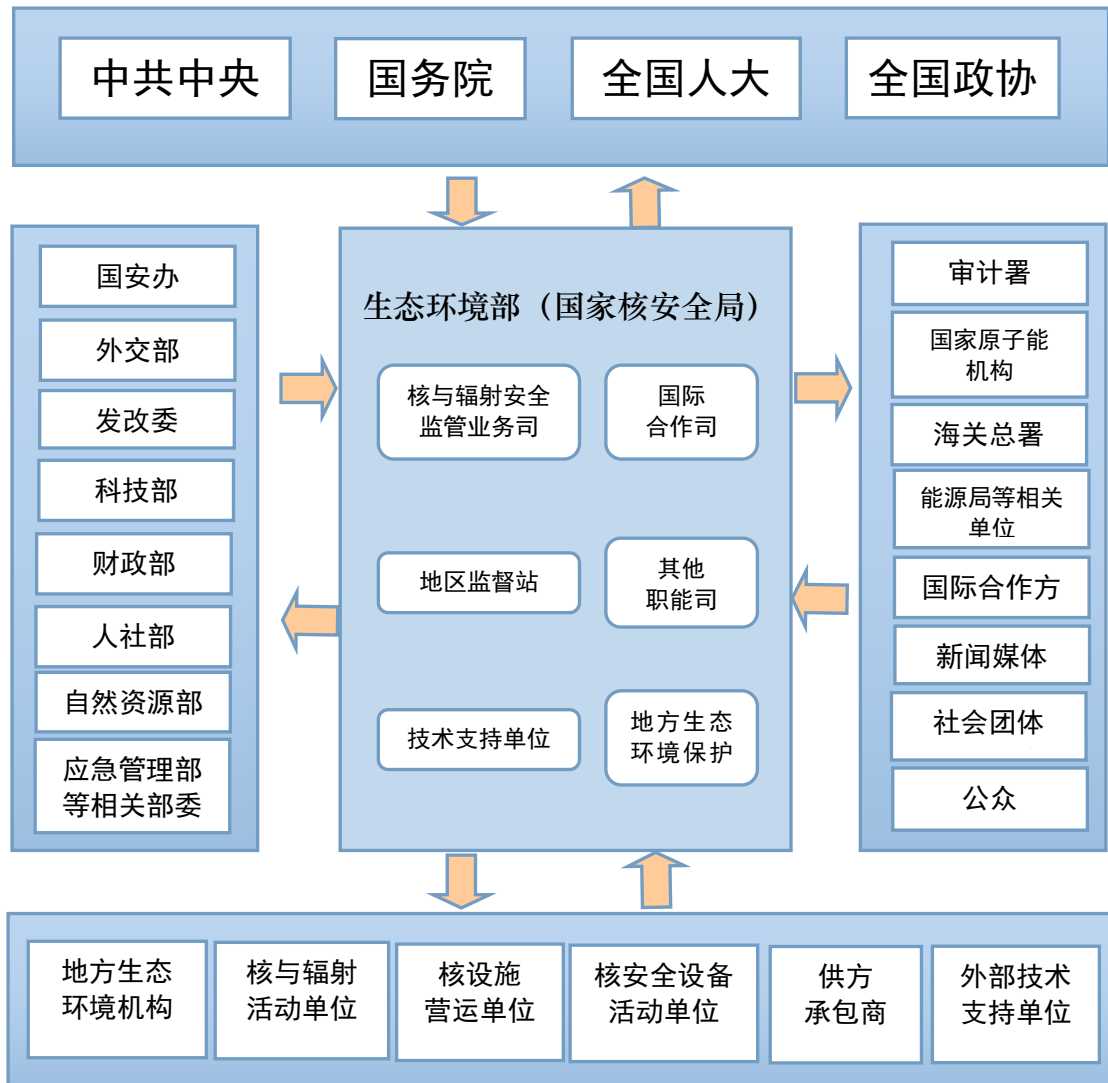 中共中央
国务院
全国人大
全国政协
国安办
外交部
发改委
科技部
财政部
人社部
自然资源部
应急管理部
等相关部委
生态环境部（国家核安全局）
核与辐射安全
监管业务司
国际
合作司
地区监督站
其他
职能司
技术支持单位
地方生态
环境保护
审计署
国家原子能
机构
海关总署
能源局等相关
单位
国际合作方
新闻媒体
社会团体
公众
地方生态
环境机构
核与辐射
活动单位
核设施
营运单位
核安全设备
活动单位
供方
承包商
外部技术
支持单位